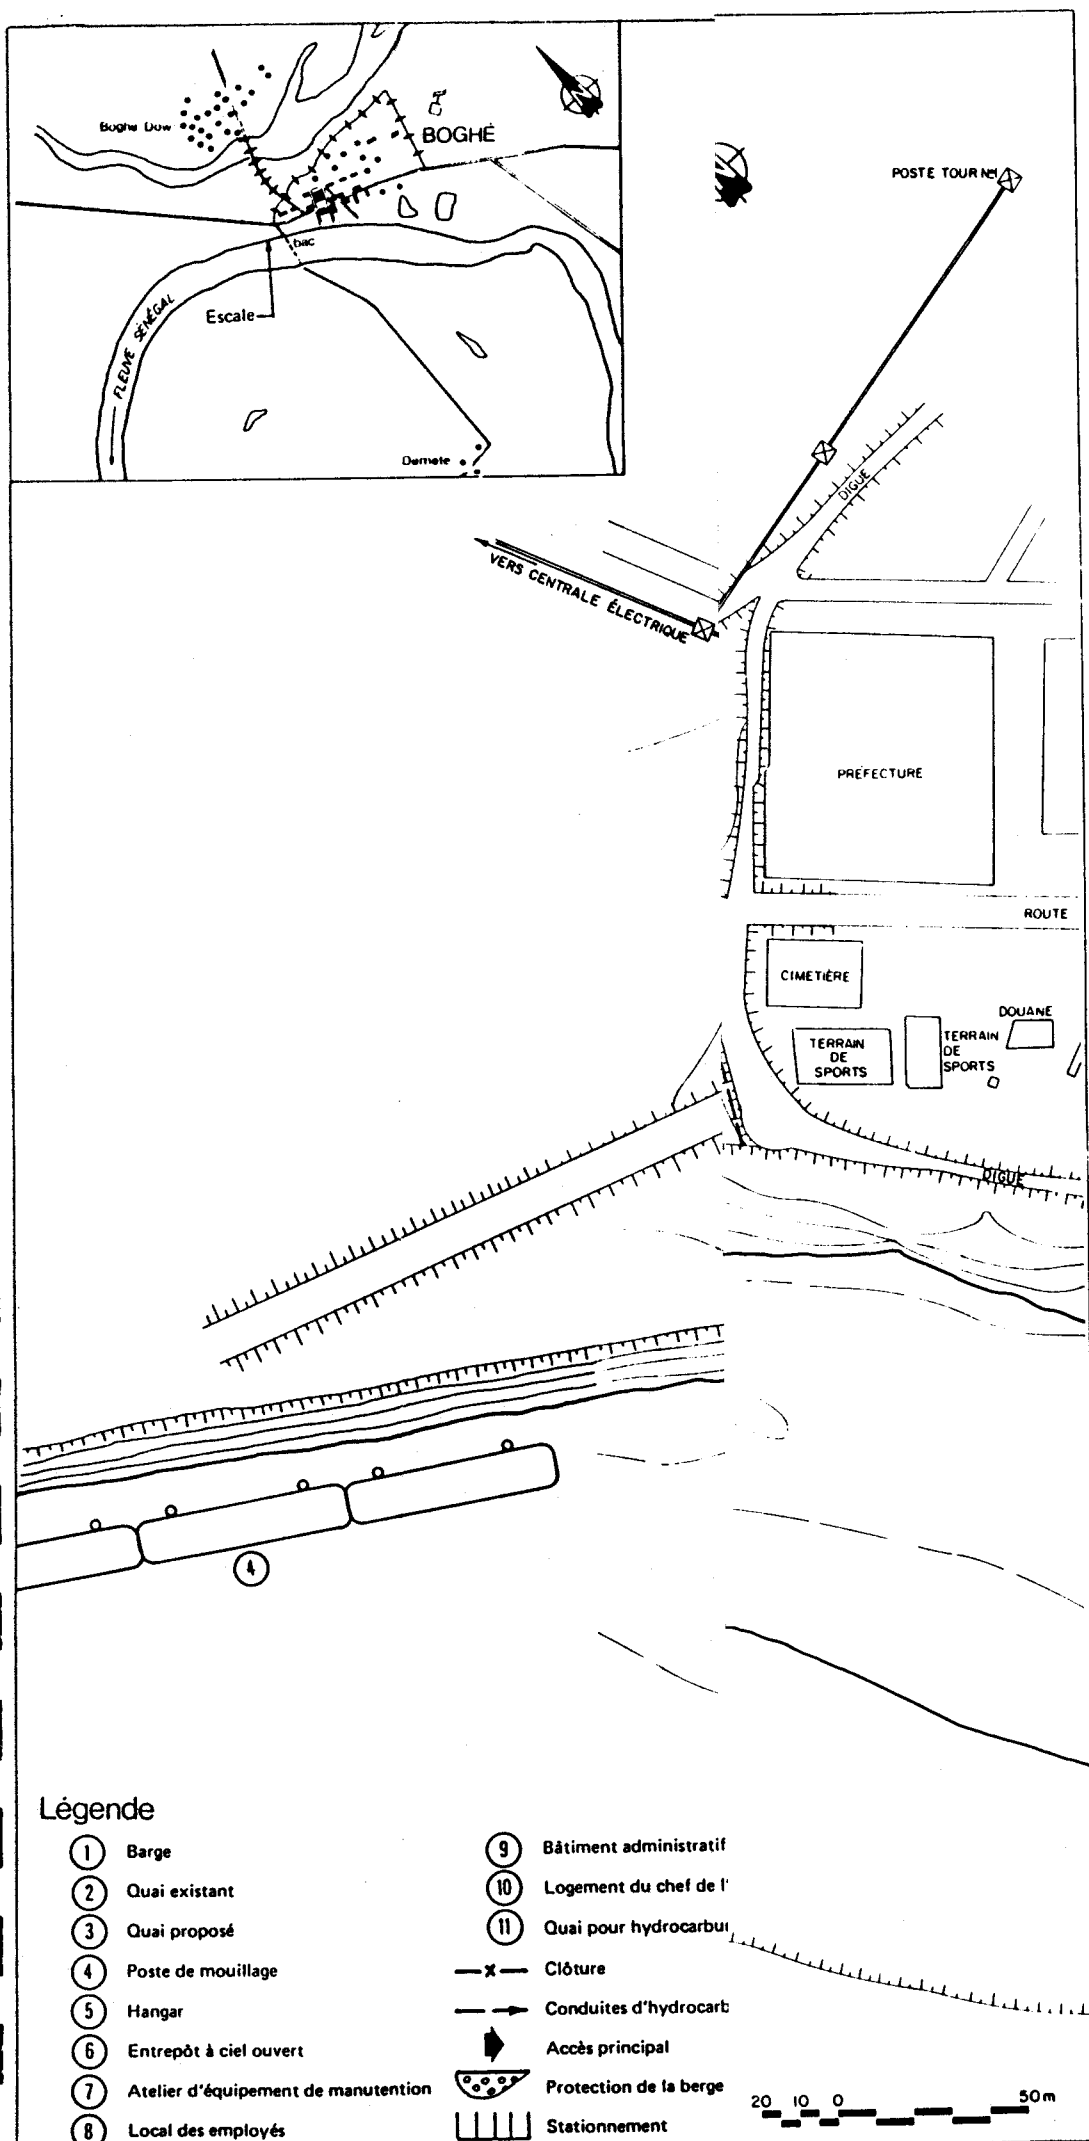 Boghe Dow
BOGHÉ
bac
Escale
FLEUVE SÉNÉGAL
Demete
POSTE TOUR N°1
DIGUE
VERS CENTRALE ÉLECTRIQUE
PRÉFECTURE
ROUTE
CIMETIÈRE
DOUANE
TERRAIN
DE
SPORTS
TERRAIN
DE
SPORTS
DIGUE
4
Légende
1 Barge
2 Quai existant
3 Quai proposé
4 Poste de mouillage
5 Hangar
6 Entrepôt à ciel ouvert
7 Atelier d'équipement de manutention
8 Local des employés
9 Bâtiment administratif
10 Logement du chef de l'
11 Quai pour hydrocarbu
Clôture
Conduites d'hydrocarb
Accès principal
Protection de la berge
Stationnement
20 10 0 50 m